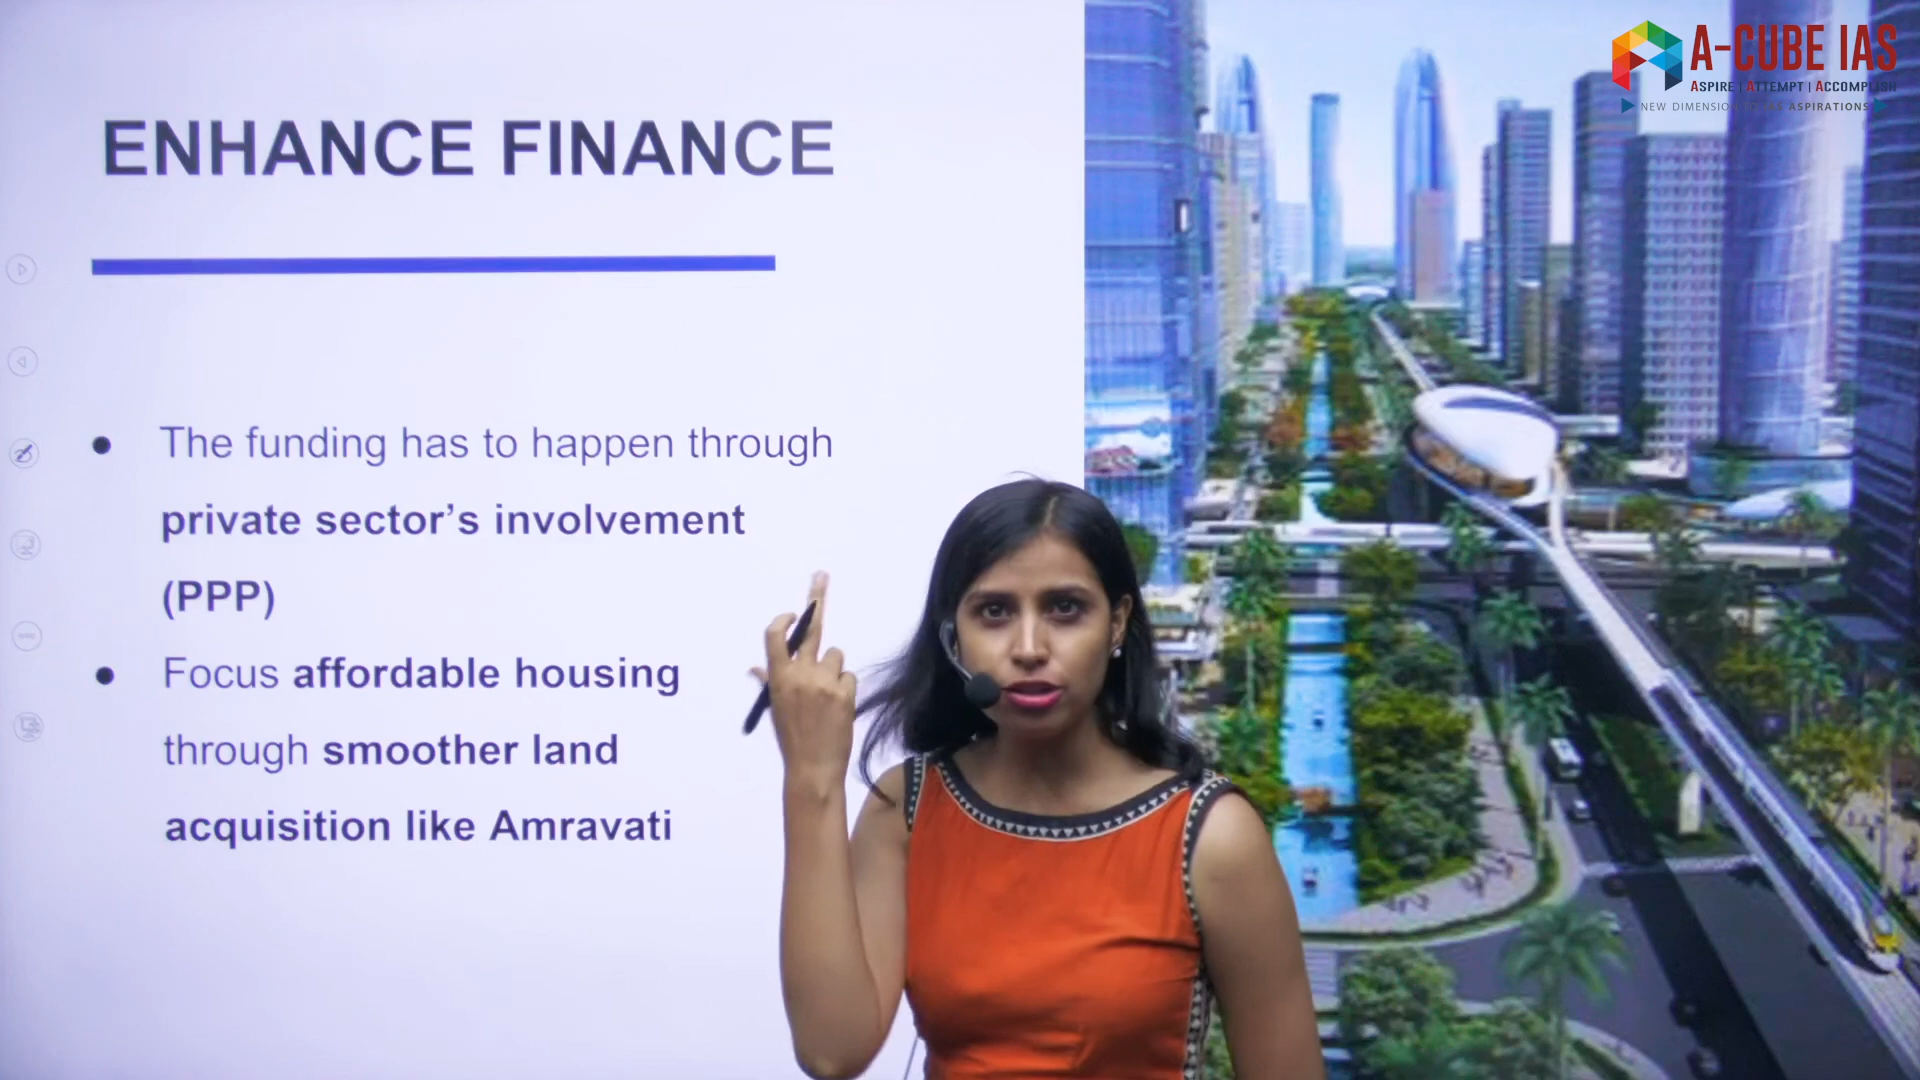 A-CUBE IAS
ASPIRE | ATTEMPT | ACCOMPLISH
NEW DIMENSION ASPIRATIONS
ENHANCE FINANCE
● The funding has to happen through
private sector's involvement
(PPP)
● Focus affordable housing
through smoother land
acquisition like Amravati